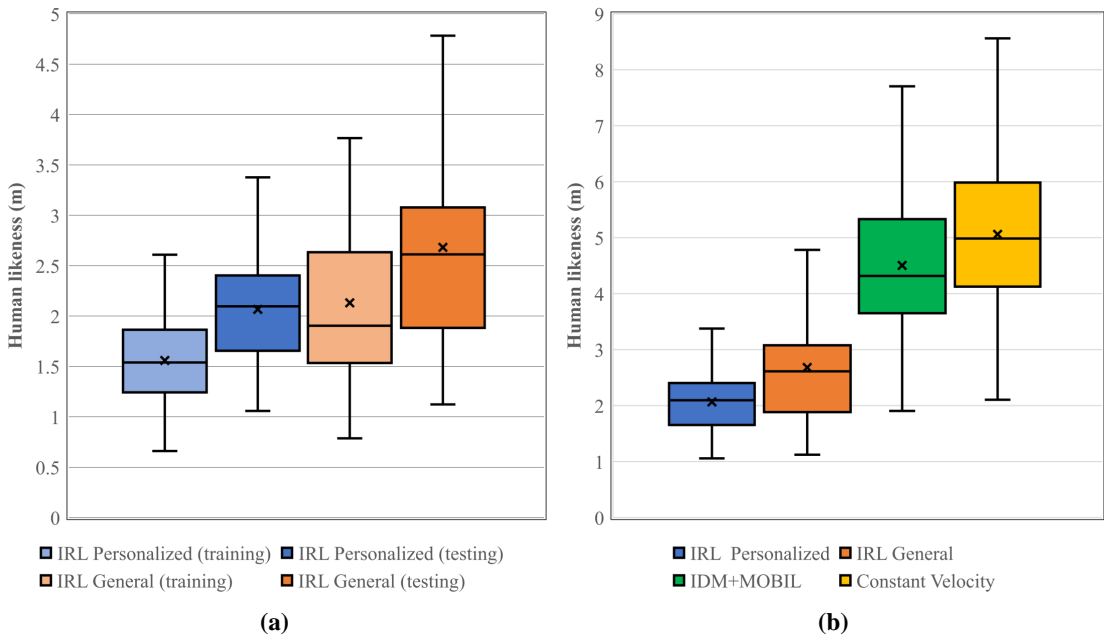 5
4.5
4
3.5
3
2.5
2
1.5
1
0.5
0
Human likeness (m)
IRL Personalized (training) IRL Personalized (testing)
IRL General (training) IRL General (testing)
(a)
9
8
7
6
5
4
3
2
1
0
Human likeness (m)
IRL Personalized IRL General
IDM+MOBIL Constant Velocity
(b)